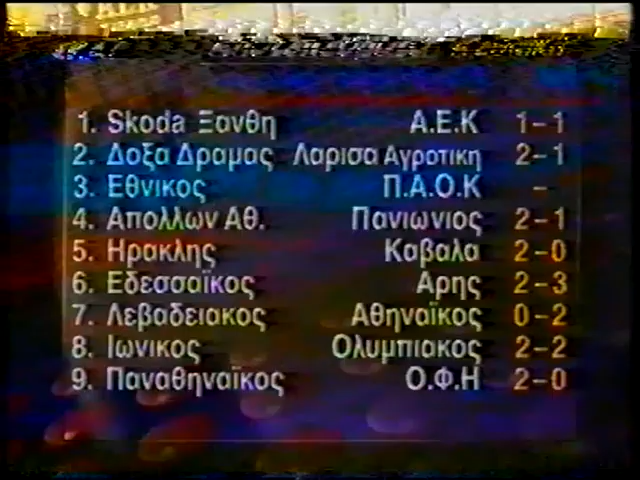 1. Skoda Ξανθη Α.Ε.Κ 1-1
2. Δοξα Δραμας Λαρισα Αγροτικη 2-1
3. Εθνικος Π.Α.Ο.Κ -
4. Απολλων Αθ. Πανιωνιος 2-1
5. Ηρακλης Καβαλα 2-0
6. Εδεσσαϊκος Αρης 2-3
7. Λεβαδειακος Αθηναϊκος 0-2
8. Ιωνικος Ολυμπιακος 2-2
9. Παναθηναϊκος Ο.Φ.Η 2-0